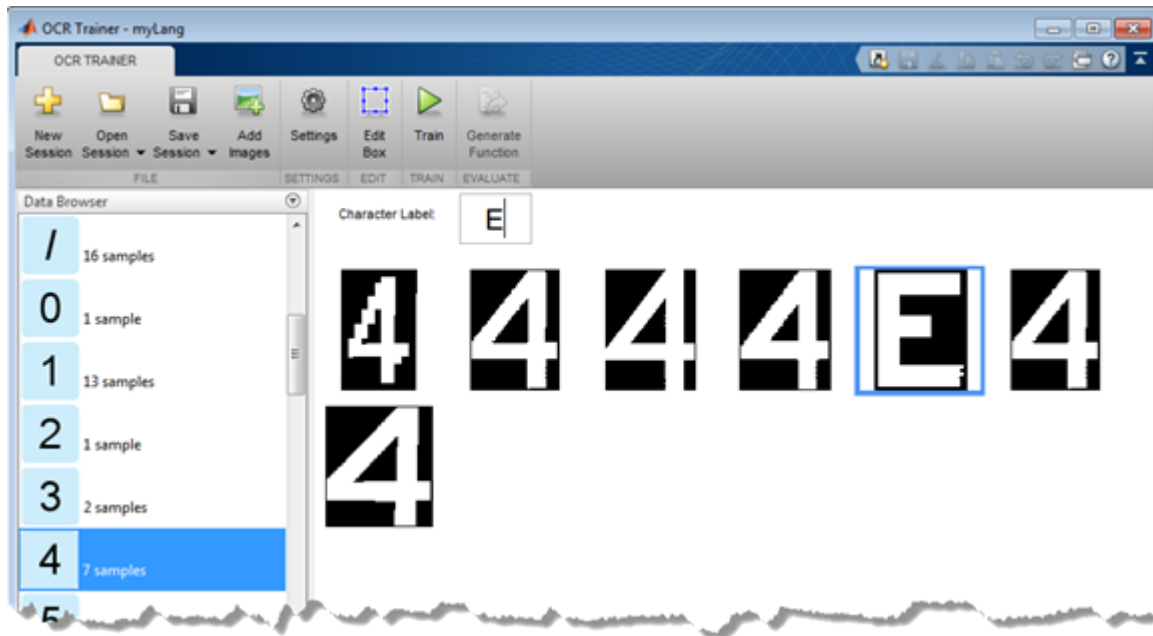 OCR Trainer - myLang
OCR TRAINER
New Session
Open Session
Save Session
Add Images
Settings
Edit Box
Train
Generate Function
FILE
SETTINGS
EDIT
TRAIN
EVALUATE
Data Browser
Character Label:
E
/
16 samples
0
1 sample
1
13 samples
2
1 sample
3
2 samples
4
7 samples
5
4 4 4 4 E 4
4